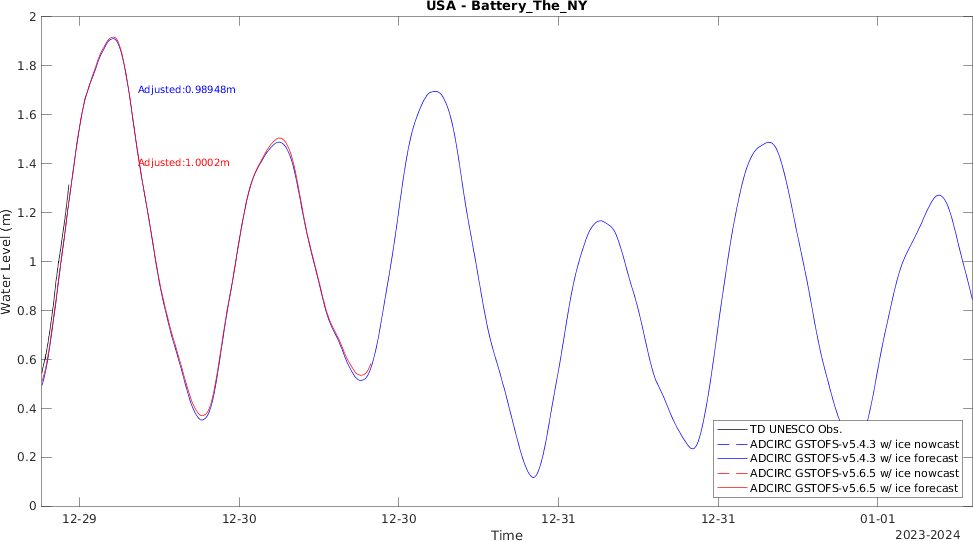 USA - Battery_The_NY
2
1.8
1.6
1.4
1.2
1
0.8
0.6
0.4
0.2
0
Water Level (m)
Adjusted:0.98948m
Adjusted:1.0002m
TD UNESCO Obs.
ADCIRC GSTOFS-v5.4.3 w/ ice nowcast
ADCIRC GSTOFS-v5.4.3 w/ ice forecast
ADCIRC GSTOFS-v5.6.5 w/ ice nowcast
ADCIRC GSTOFS-v5.6.5 w/ ice forecast
12-29 12-30 12-30 12-31 12-31 01-01
Time
2023-2024